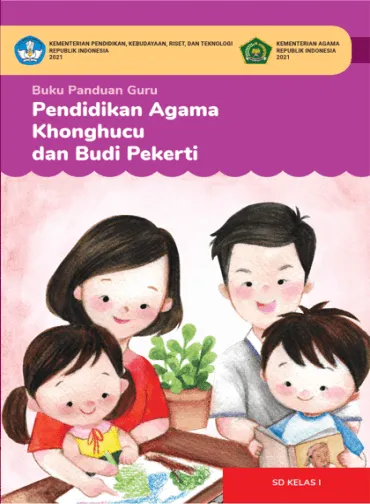 KEMENTERIAN PENDIDIKAN, KEBUDAYAAN, RISET, DAN TEKNOLOGI
REPUBLIK INDONESIA
2021
KEMENTERIAN AGAMA
REPUBLIK INDONESIA
2021
Buku Panduan Guru
Pendidikan Agama
Khonghucu
dan Budi Pekerti
SD KELAS I